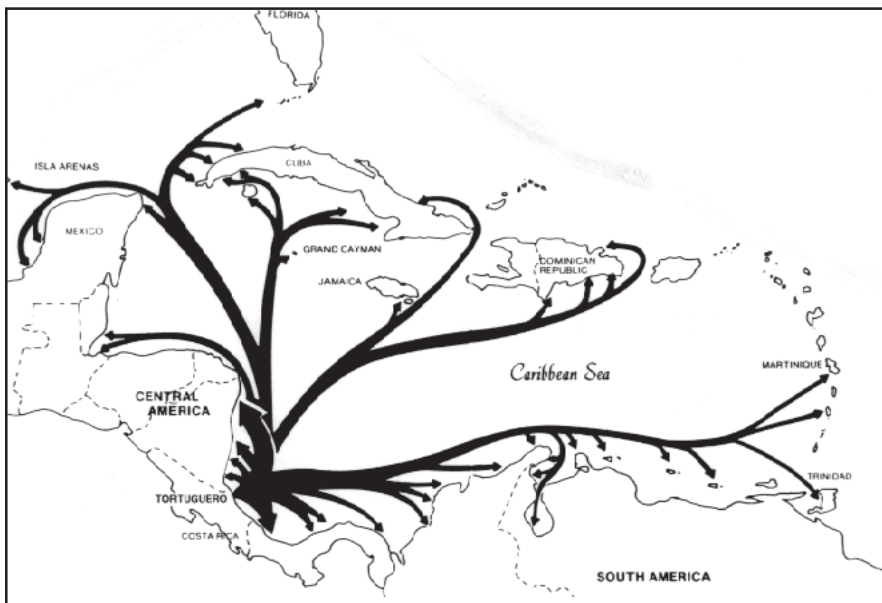 FLORIDA
ISLA ARENAS
CUBA
MEXICO
GRAND CAYMAN
JAMAICA
DOMINICAN
REPUBLIC
Caribbean Sea
MARTINIQUE
CENTRAL
AMERICA
TORTUGUERO
TRINIDAD
COSTA RICA
SOUTH AMERICA